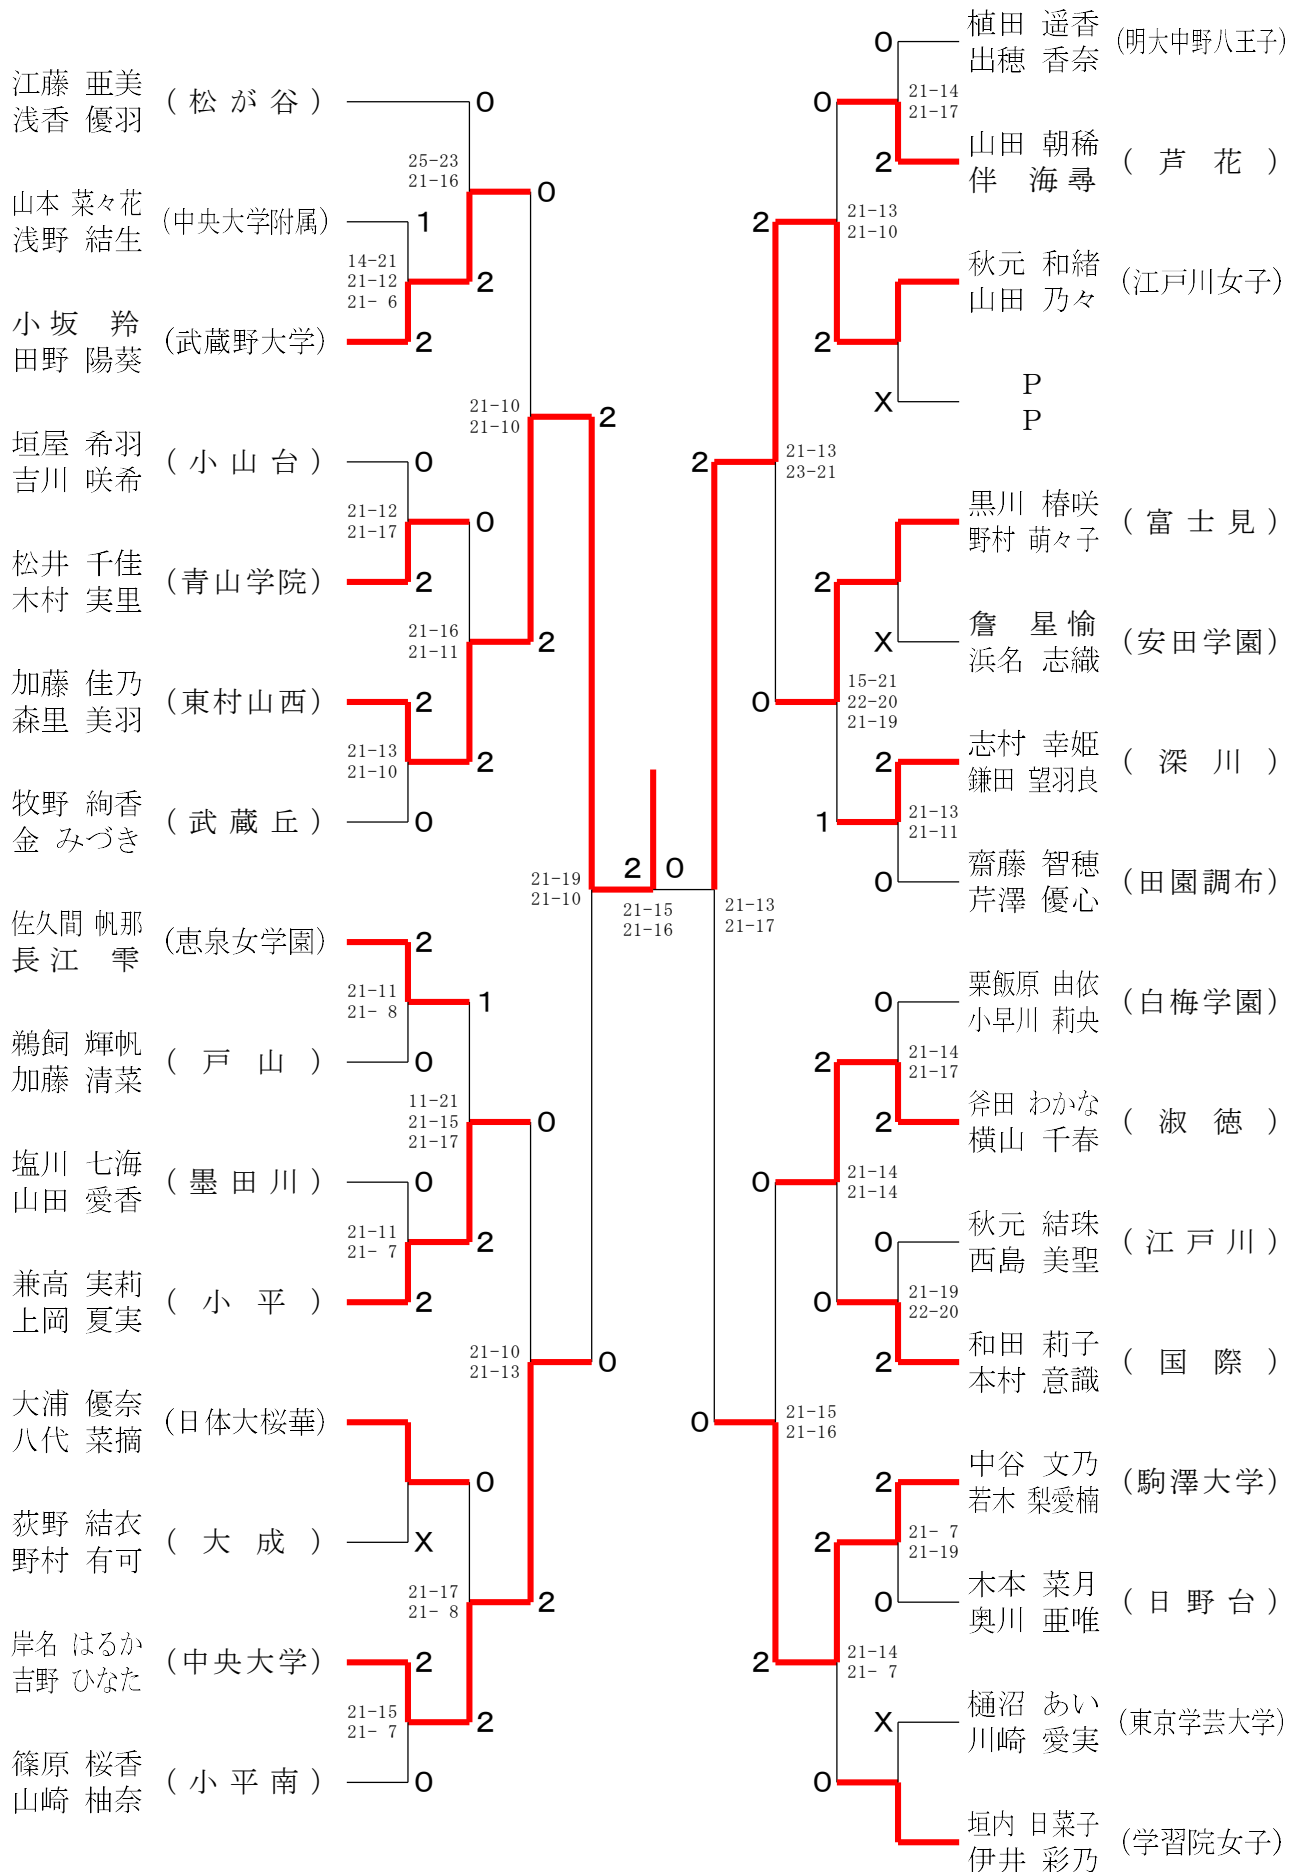 江藤 亜美
浅香 優羽
(松が谷)
0
25-23
21-16
0
山本 菜々花
浅野 結生
(中央大学附属)
1
14-21
21-12
21- 6
2
小坂 羚
田野 陽葵
(武蔵野大学)
2
21-10
21-10
2
垣屋 希羽
吉川 咲希
(小山台)
0
21-12
21-17
0
松井 千佳
木村 実里
(青山学院)
2
21-16
21-11
2
加藤 佳乃
森里 美羽
(東村山西)
2
21-13
21-10
2
牧野 絢香
金 みづき
(武蔵丘)
0
21-19
21-10
佐久間 帆那
長江 雫
(恵泉女学園)
2
21-11
21- 8
1
鵜飼 輝帆
加藤 清菜
(戸山)
0
11-21
21-15
21-17
0
塩川 七海
山田 愛香
(墨田川)
0
21-11
21- 7
2
兼高 実莉
上岡 夏実
(小平)
2
21-10
21-13
0
大浦 優奈
八代 菜摘
(日体大桜華)
0
荻野 結衣
野村 有可
(大成)
X
21-17
21- 8
2
岸名 はるか
吉野 ひなた
(中央大学)
2
21-15
21- 7
2
篠原 桜香
山崎 柚奈
(小平南)
0
2 0
21-15
21-16
0
植田 遥香
出穂 香奈
(明大中野八王子)
0
21-14
21-17
2
山田 朝稀
伴 海尋
(芦花)
2
21-13
21-10
秋元 和緒
山田 乃々
(江戸川女子)
2
X
P
P
2
21-13
23-21
黒川 椿咲
野村 萌々子
(富士見)
2
X
詹 星愉
浜名 志織
(安田学園)
0
15-21
22-20
21-19
2
志村 幸姫
鎌田 望羽良
(深川)
1
21-13
21-11
0
齋藤 智穂
芹澤 優心
(田園調布)
21-13
21-17
0
粟飯原 由依
小早川 莉央
(白梅学園)
2
21-14
21-17
2
斧田 わかな
横山 千春
(淑徳)
0
21-14
21-14
0
秋元 結珠
西島 美聖
(江戸川)
0
21-19
22-20
2
和田 莉子
本村 意識
(国際)
0
21-15
21-16
2
中谷 文乃
若木 梨愛楠
(駒澤大学)
2
21- 7
21-19
0
木本 菜月
奥川 亜唯
(日野台)
2
21-14
21- 7
X
樋沼 あい
川崎 愛実
(東京学芸大学)
0
垣内 日菜子
伊井 彩乃
(学習院女子)